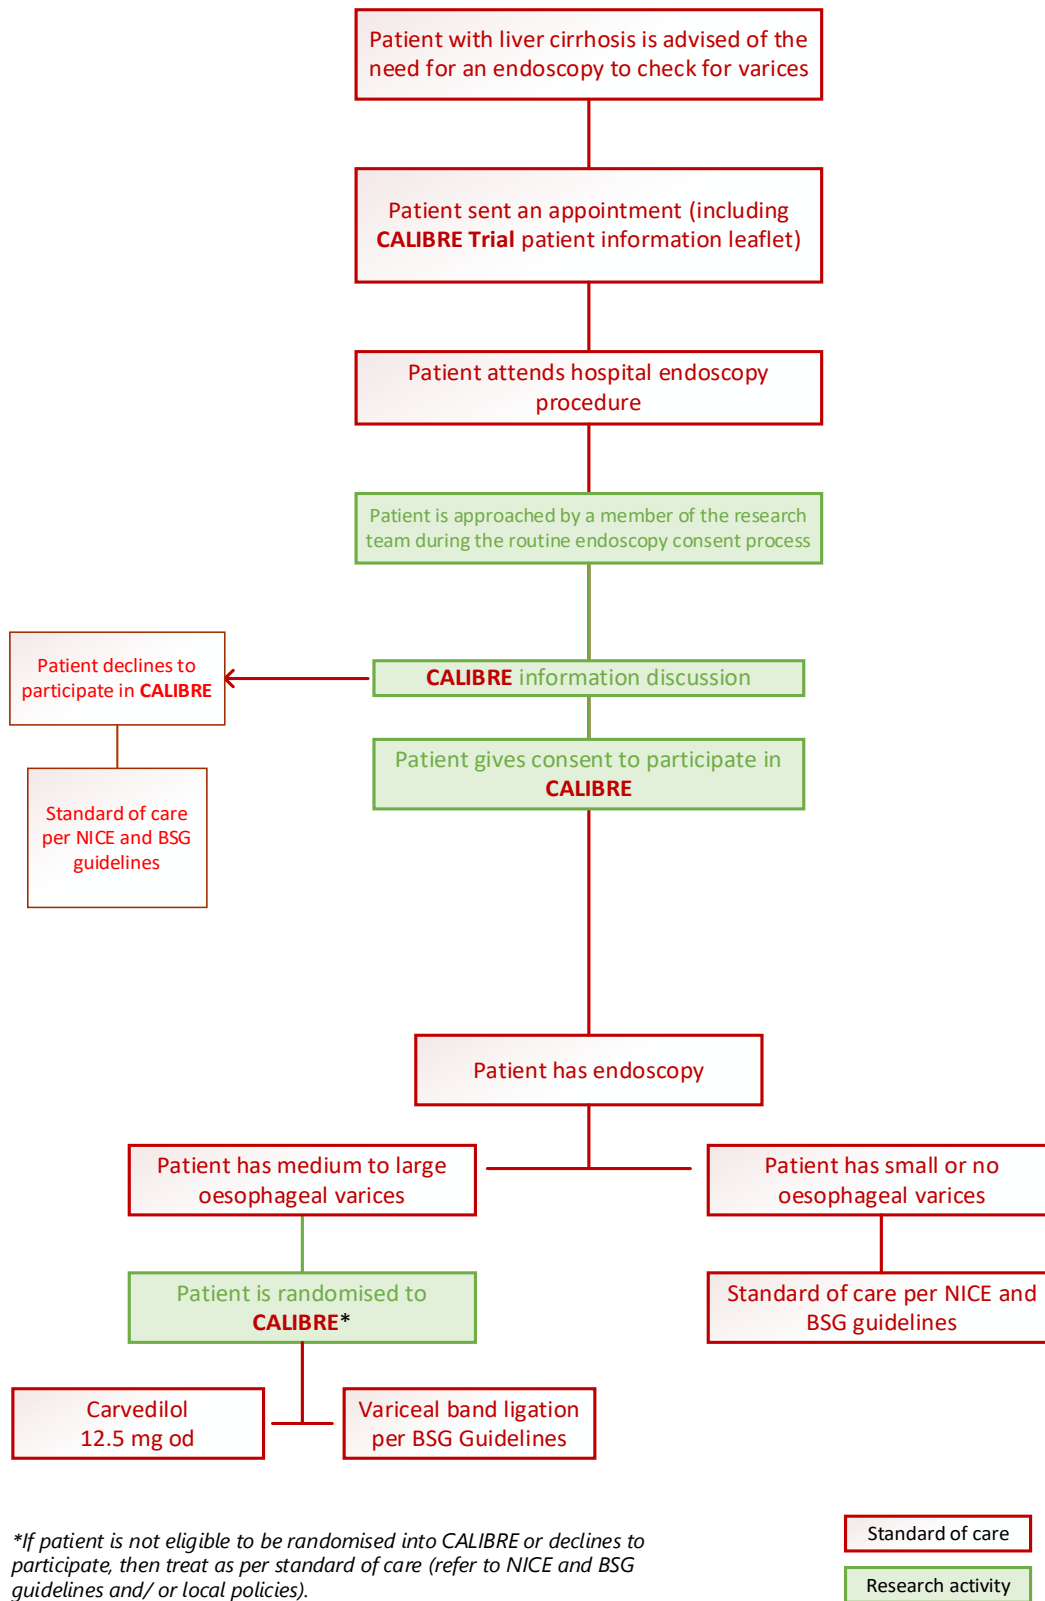 Patient with liver cirrhosis is advised of the
need for an endoscopy to check for varices
Patient sent an appointment (including
CALIBRE Trial patient information leaflet)
Patient attends hospital endoscopy
procedure
Patient is approached by a member of the research
team during the routine endoscopy consent process
CALIBRE information discussion
Patient declines to
participate in CALIBRE
Standard of care
per NICE and BSG
guidelines
Patient gives consent to participate in
CALIBRE
Patient has endoscopy
Patient has medium to large
oesophageal varices
Patient has small or no
oesophageal varices
Patient is randomised to
CALIBRE*
Standard of care per NICE and
BSG guidelines
Carvedilol
12.5 mg od
Variceal band ligation
per BSG Guidelines
*If patient is not eligible to be randomised into CALIBRE or declines to
participate, then treat as per standard of care (refer to NICE and BSG
guidelines and/ or local policies).
Standard of care
Research activity